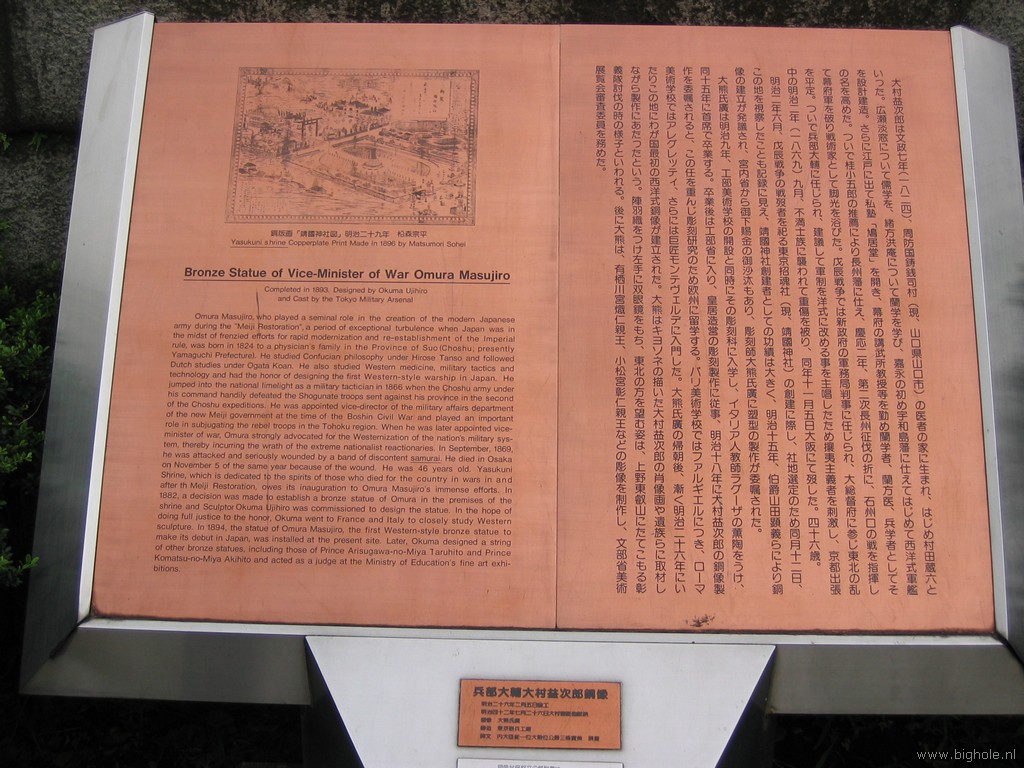 銅版画「靖國神社図」明治二十九年　松森宗平
Yasukuni shrine Copperplate Print Made in 1896 by Matsumori Sohei
Bronze Statue of Vice-Minister of War Omura Masujiro
Completed in 1893. Designed by Okuma Ujihiro
and Cast by the Tokyo Military Arsenal
Omura Masujiro, who played a seminal role in the creation of the modern Japanese
army during the "Meiji Restoration", a period of exceptional turbulence when Japan was in
the midst of frenzied efforts for rapid modernization and re-establishment of the Imperial
rule, was born in 1824 to a physician's family in the Province of Suo(Choshu; presently
Yamaguchi Prefecture). He studied Confucian philosophy under Hirose Tanso and followed
Dutch studies under Ogata Koan. He also studied Western medicine, military tactics and
technology and had the honor of designing the first Western-style warship in Japan. He
jumped into the national limelight as a military tactician in 1866 when the Choshu army under
his command handily defeated the Shogunate troops sent against his province in the second
of the Choshu expeditions. He was appointed vice-director of the military affairs department
of the new Meiji government at the time of the Boshin Civil War and played an important
role in subjugating the rebel troops in the Tohoku region. When he was later appointed vice-
minister of war, Omura strongly advocated for the Westernization of the nation's military sys-
tem, thereby incurring the wrath of the extreme nationalist reactionaries. In September, 1869,
he was attacked and seriously wounded by a band of discontent samurai. He died in Osaka
on November 5 of the same year because of the wound. He was 46 years old. Yasukuni
Shrine, which is dedicated to the spirits of those who died for the country in wars in and
after th Meiji Restoration, owes its inauguration to Omura Masujiro's immense efforts. In
1882, a decision was made to establish a bronze statue of Omura in the premises of the
shrine and Sculptor Okuma Ujihiro was commissioned to design the statue. In the hope of
doing full justice to the honor, Okuma went to France and Italy to closely study Western
sculpture. In 1894, the statue of Omura Masujiro, the first Western-style bronze statue to
make its debut in Japan, was installed at the present site. Later, Okuma designed a string
of other bronze statues, including those of Prince Arisugawa-no-Miya Taruhito and Prince
Komatsu-no-Miya Akihito and acted as a judge at the Ministry of Education's fine art exhi-
bitions.
大村益次郎は文政七年（一八二四）、周防国鋳銭司村（現、山口県山口市）の医者の家に生まれ、はじめ村田蔵六と
いった。広瀬淡窓について儒学を、緒方洪庵について蘭学を学び、嘉永の初め宇和島藩に仕えてはじめて西洋式軍艦
を設計建造。さらに江戸に出て私塾「鳩居堂」を開き、幕府の講武所教授等を勤め蘭学者、蘭方医、兵学者としてそ
の名を高めた。ついで桂小五郎の推薦により長州藩に仕え、慶応二年、第二次長州征伐の折に、石州口の戦を指揮し
て幕府軍を破り戦術家として脚光を浴びた。戊辰戦争では新政府の軍務局判事に任じられ、大総督府に参じ東北の乱
を平定。ついで兵部大輔に任じられ、建議して軍制を洋式に改める事を主唱したため攘夷主義者を刺激し、京都出張
中の明治二年（一八六九）九月、不満士族に襲われて重傷を被り、同年十一月五日大阪にて歿した。四十六歳。
明治二年六月、戊辰戦争の戦歿者を祀る東京招魂社（現、靖國神社）の創建に際し、社地選定のため同月十二日、
この地を視察したことも記録に見え、靖國神社創建者としての功績は大きく、明治十五年、伯爵山田顕義らにより銅
像の建立が発議され、宮内省から御下賜金の御沙汰もあり、彫刻師大熊氏廣に塑型の製作が委嘱された。
大熊氏廣は明治九年、工部美術学校の開設と同時にその彫刻科に入学し、イタリア人教師ラグーザの薫陶をうけ、
同十五年に首席で卒業する。卒業後は工部省に入り、皇居造営の彫刻製作に従事、明治十八年に大村益次郎の銅像製
作を委嘱されると、この任を重んじ彫刻研究のため欧州に留学する。パリ美術学校ではファルギエルにつき、ローマ
美術学校ではアレグレッティ、さらには巨匠モンテヴェルデに入門した。大熊氏廣の帰朝後、漸く明治二十六年にい
たりこの地にわが国最初の西洋式銅像が建立された。大熊はキヨソネの描いた大村益次郎の肖像画や遺族らに取材し
ながら製作にあたったという。陣羽織をつけ左手に双眼鏡をもち、東北の方を望む姿は、上野東叡山にたてこもる彰
義隊討伐の時の様子といわれる。後に大熊は、有栖川宮熾仁親王、小松宮彰仁親王などの彫像を制作し、文部省美術
展覧会審査委員を務めた。
兵部大輔大村益次郎銅像
明治二十六年二月五日竣工
www.bighole.nl